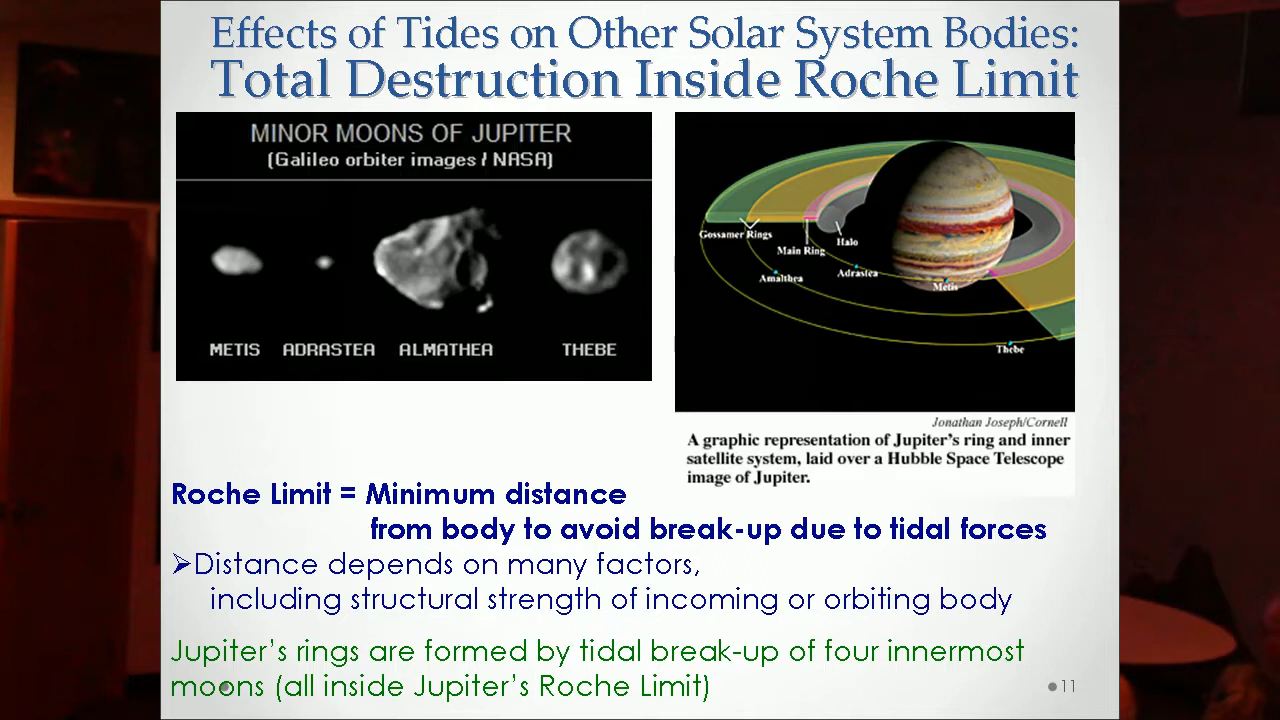 Effects of Tides on Other Solar System Bodies:
Total Destruction Inside Roche Limit
MINOR MOONS OF JUPITER
(Galileo orbiter images / NASA)
METIS ADRASTEA ALMATHEA THEBE
Gossamer Rings
Main Ring
Halo
Amalthea
Adrastea
Metis
Thebe
Jonathan Joseph/Cornell
A graphic representation of Jupiter's ring and inner
satellite system, laid over a Hubble Space Telescope
image of Jupiter.
Roche Limit = Minimum distance
from body to avoid break-up due to tidal forces
➢Distance depends on many factors,
including structural strength of incoming or orbiting body
Jupiter's rings are formed by tidal break-up of four innermost
moons (all inside Jupiter's Roche Limit)
●11